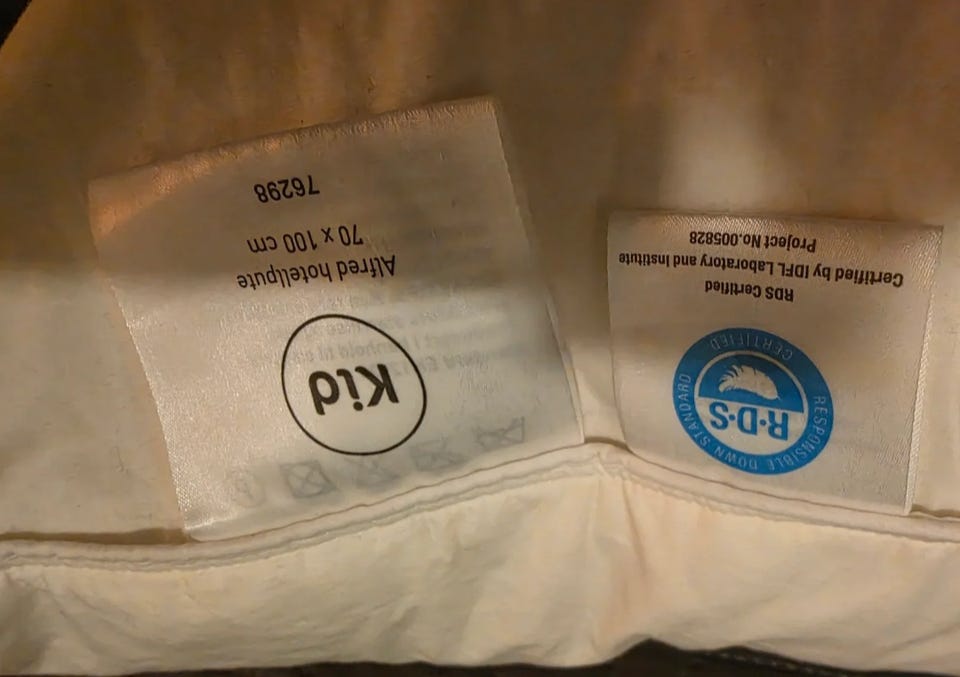 Kid
Alfred hotellpute
70 x 100 cm
76298
RESPONSIBLE DOWN STANDARD
R·D·S
CERTIFIED
RDS Certified
Certified by IDFL Laboratory and Institute
Project No.005828